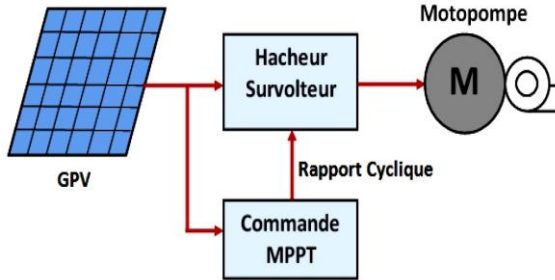 Motopompe
Hacheur
Survolteur
M
GPV
Rapport Cyclique
Commande
MPPT